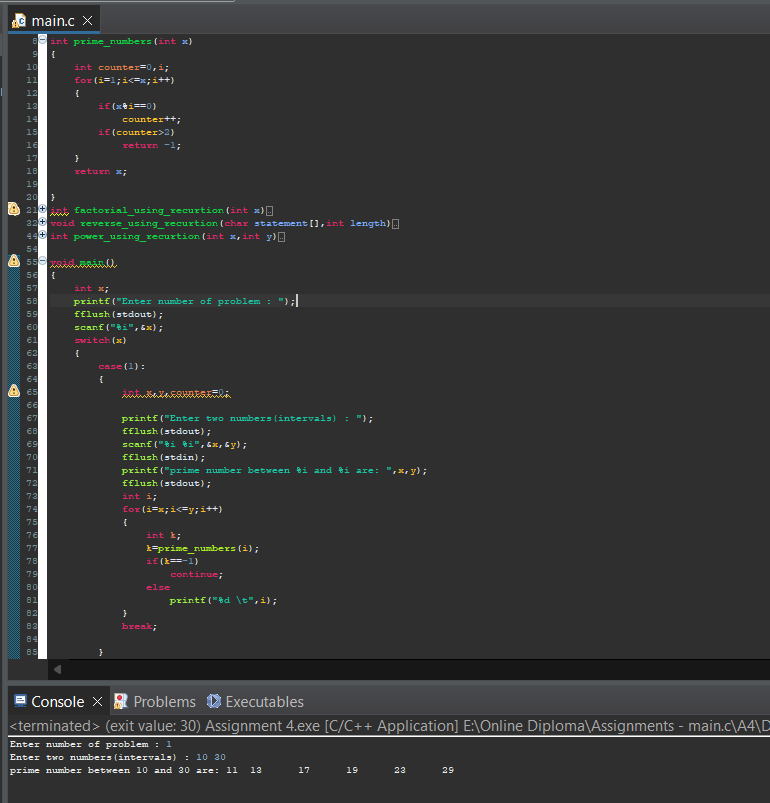 main.c
8 int prime_numbers(int x)
9 {
10 int counter=0,i;
11 for(i=1;i<=x;i++)
12 {
13 if(x%i==0)
14 counter++;
15 if(counter>2)
16 return -1;
17 }
18 return x;
19
20 }
21 int factorial_using_recurtion(int x)
32 void reverse_using_recurtion(char statement[],int length)
44 int power_using_recurtion(int x,int y)
54
55 void main()
56 {
57 int x;
58 printf("Enter number of problem : ");
59 fflush(stdout);
60 scanf("%i",&x);
61 switch(x)
62 {
63 case(1):
64 {
65 int x,y,counter=0;
66
67 printf("Enter two numbers(intervals) : ");
68 fflush(stdout);
69 scanf("%i %i",&x,&y);
70 fflush(stdin);
71 printf("prime number between %i and %i are: ",x,y);
72 fflush(stdout);
73 int i;
74 for(i=x;i<=y;i++)
75 {
76 int k;
77 k=prime_numbers(i);
78 if(k==-1)
79 continue;
80 else
81 printf("%d \t",i);
82 }
83 break;
84
85 }
Console Problems Executables
<terminated> (exit value: 30) Assignment 4.exe [C/C++ Application] E:\Online Diploma\Assignments - main.c\A4\D
Enter number of problem : 1
Enter two numbers(intervals) : 10 30
prime number between 10 and 30 are: 11 13 17 19 23 29